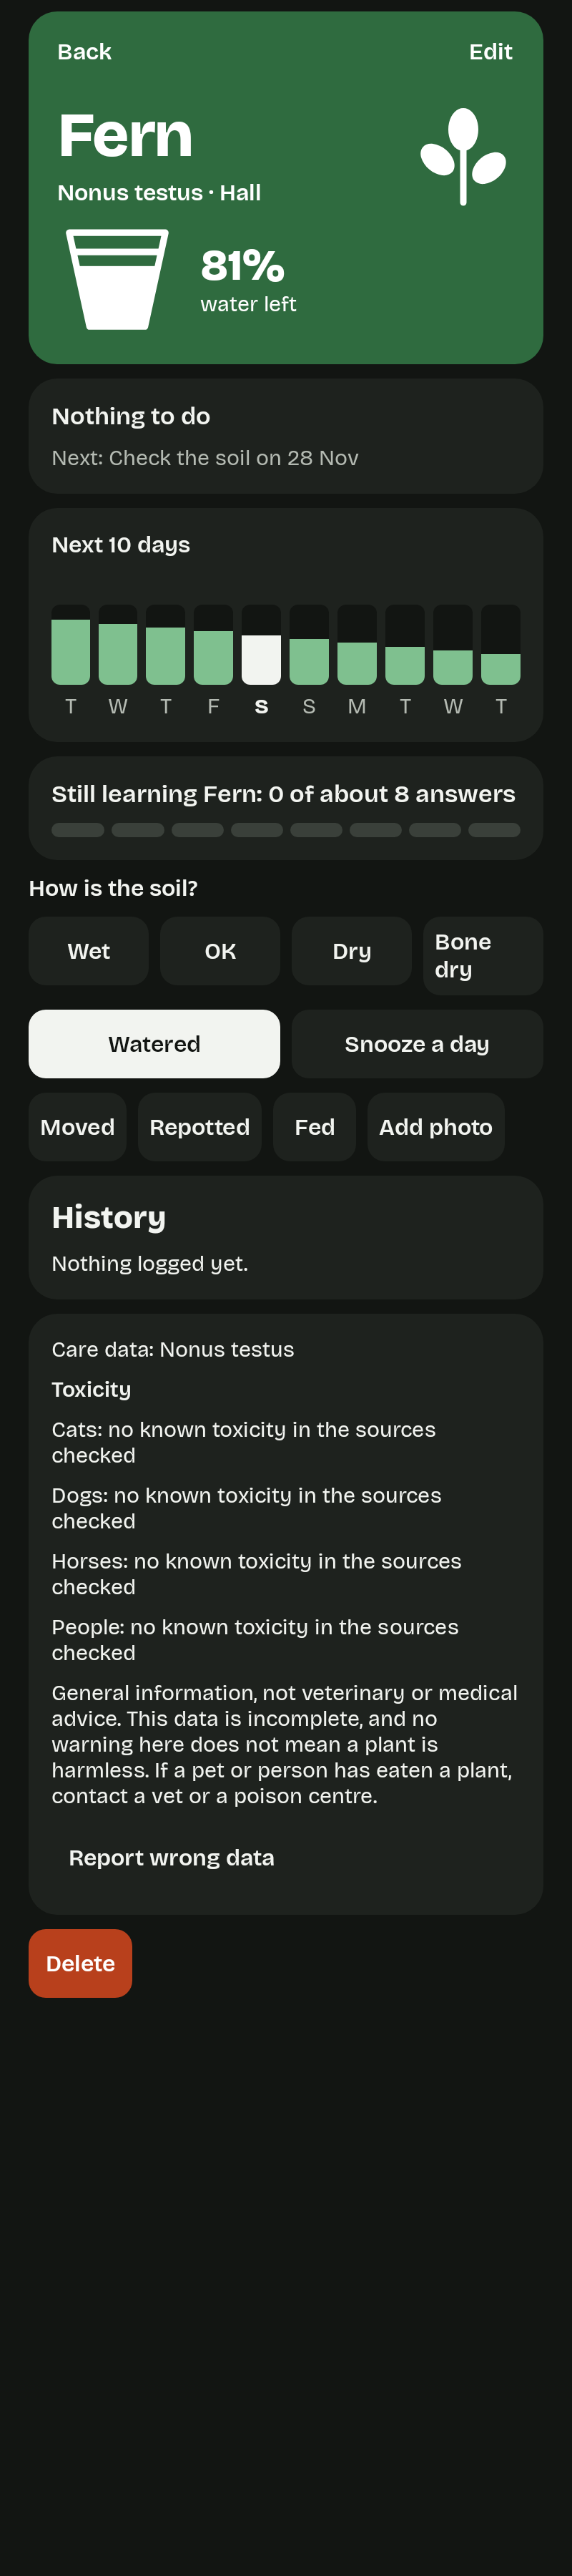 Back
Edit
Fern
Nonus testus · Hall
81%
water left
Nothing to do
Next: Check the soil on 28 Nov
Next 10 days
T W T F S S M T W T
Still learning Fern: 0 of about 8 answers
How is the soil?
Wet
OK
Dry
Bone
dry
Watered
Snooze a day
Moved
Repotted
Fed
Add photo
History
Nothing logged yet.
Care data: Nonus testus
Toxicity
Cats: no known toxicity in the sources
checked
Dogs: no known toxicity in the sources
checked
Horses: no known toxicity in the sources
checked
People: no known toxicity in the sources
checked
General information, not veterinary or medical
advice. This data is incomplete, and no
warning here does not mean a plant is
harmless. If a pet or person has eaten a plant,
contact a vet or a poison centre.
Report wrong data
Delete